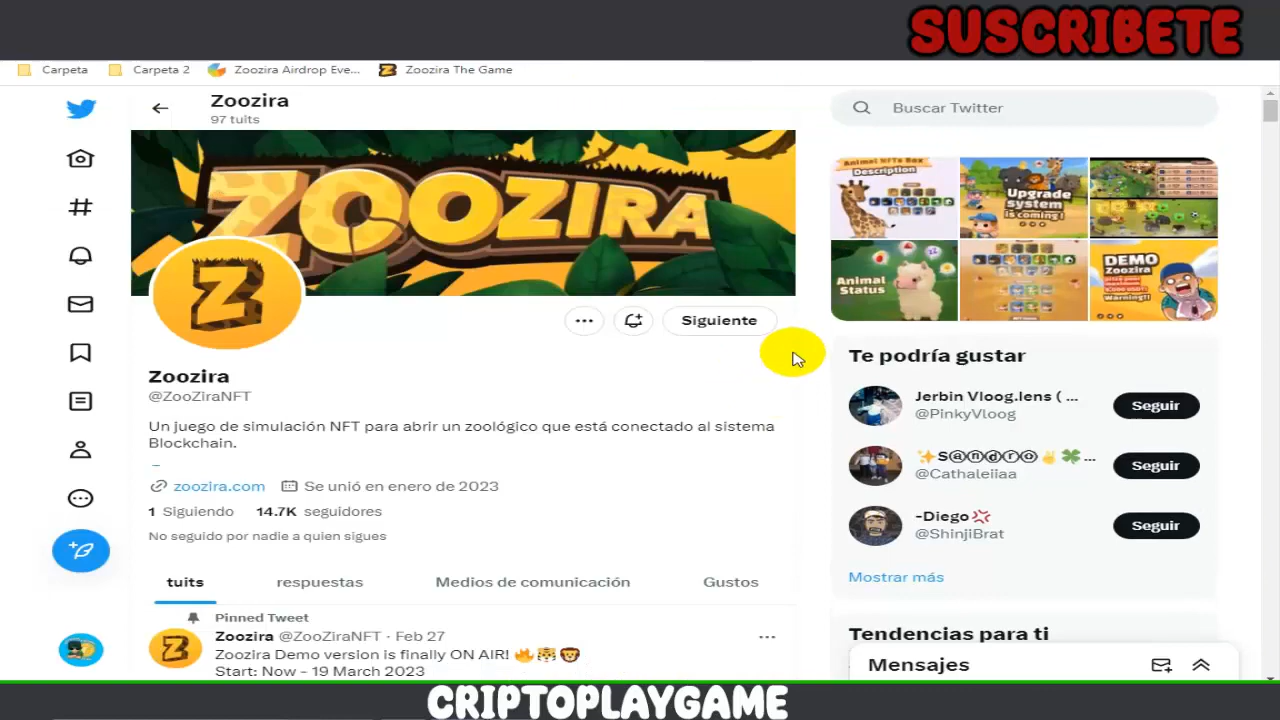 SUSCRIBETE
Carpeta Carpeta 2 Zoozira Airdrop Eve... Zoozira The Game
Zoozira
97 tuits
Buscar Twitter
ZOOZIRA
Z
Animal NFTs Box
Description
Upgrade
system
is coming!
Animal
Status
DEMO
Zoozira
Warning!!
Siguiente
Zoozira
@ZooZiraNFT
Un juego de simulación NFT para abrir un zoológico que está conectado al sistema
Blockchain.
zoozira.com Se unió en enero de 2023
1 Siguiendo 14.7K seguidores
No seguido por nadie a quien sigues
tuits respuestas Medios de comunicación Gustos
Pinned Tweet
Zoozira @ZooZiraNFT · Feb 27
Zoozira Demo version is finally ON AIR! 🔥🐯🦁
Start: Now - 19 March 2023
Te podría gustar
Jerbin Vloog.lens ( ...
@PinkyVloog
Seguir
✨Sⓐⓝⓓⓡⓞ✌🍀...
@Cathaleiiaa
Seguir
-Diego💢
@ShinjiBrat
Seguir
Mostrar más
Tendencias para ti
Mensajes
CRIPTOPLAYGAME